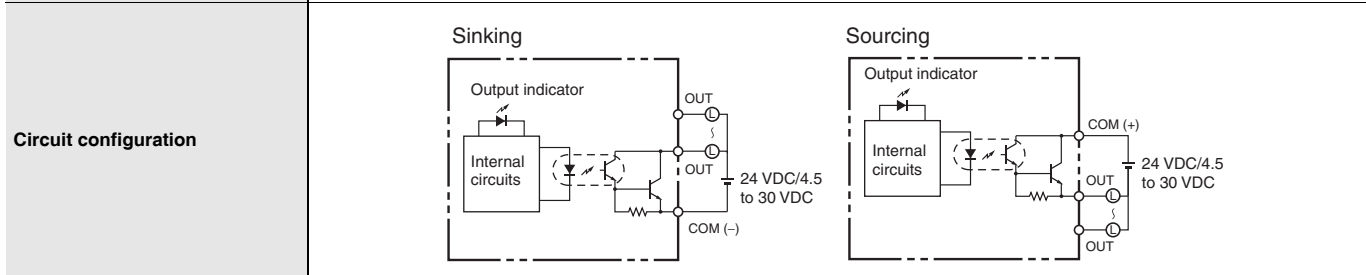 Circuit configuration
Sinking
Output indicator
Internal
circuits
OUT
L
L
OUT
24 VDC/4.5
to 30 VDC
COM (−)
Sourcing
Output indicator
Internal
circuits
COM (+)
24 VDC/4.5
to 30 VDC
OUT
L
L
OUT